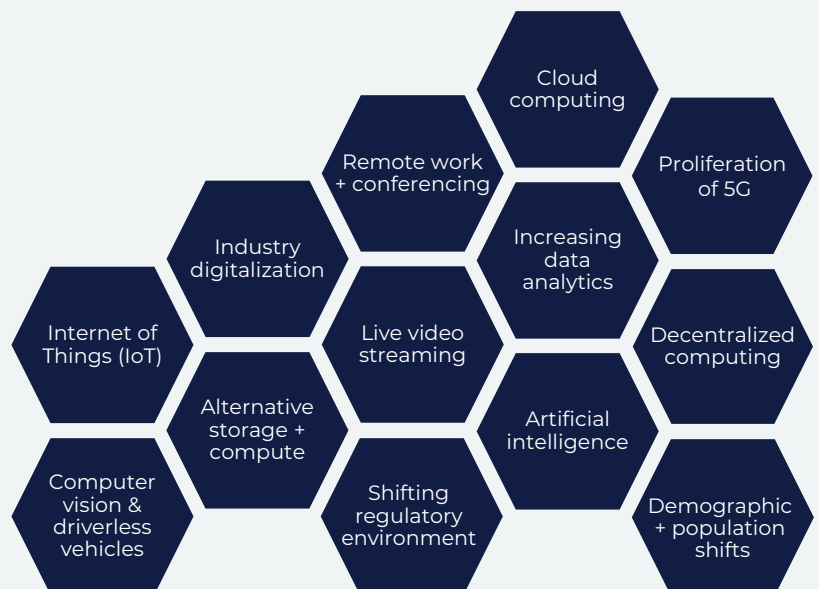 Cloud
computing
Remote work
+ conferencing
Proliferation
of 5G
Industry
digitalization
Increasing
data
analytics
Internet of
Things (IoT)
Live video
streaming
Decentralized
computing
Alternative
storage +
compute
Artificial
intelligence
Computer
vision &
driverless
vehicles
Shifting
regulatory
environment
Demographic
+ population
shifts